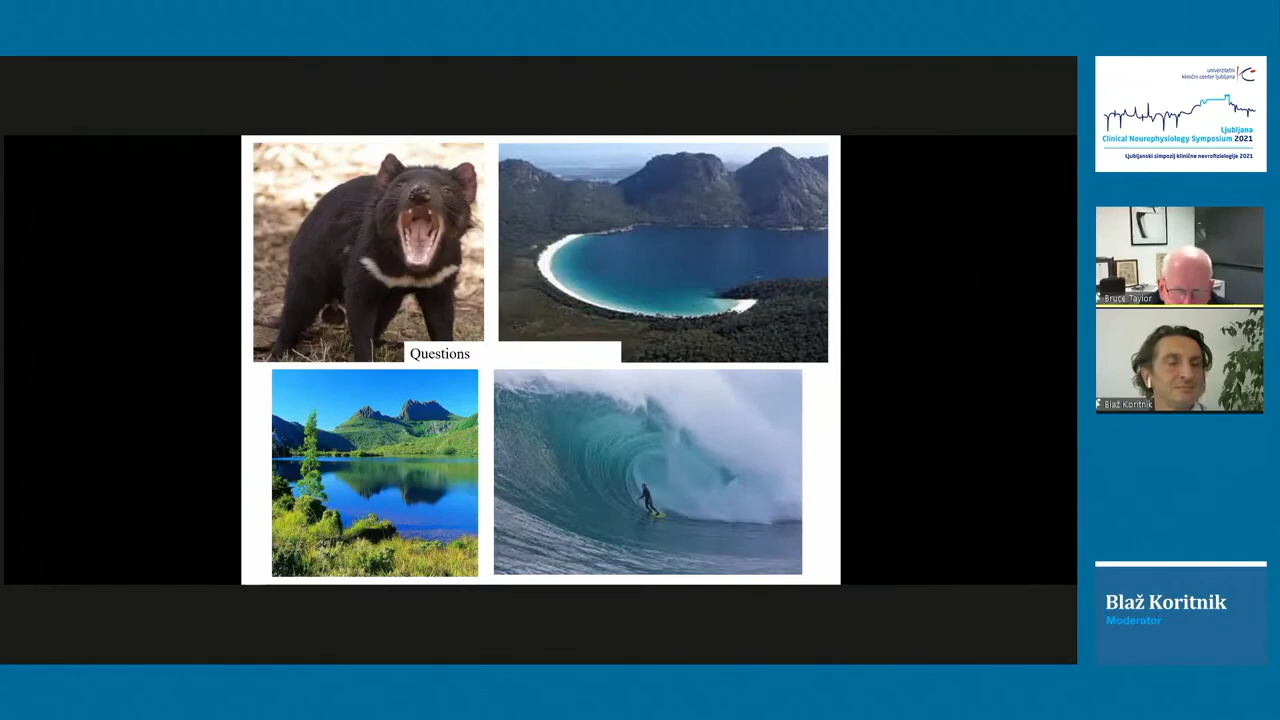 univerzitetni
klinični center ljubljana
Ljubljana
Clinical Neurophysiology Symposium 2021
Ljubljanski simpozij klinične nevrofiziologije 2021
Questions
Bruce Taylor
Blaž Koritnik
Blaž Koritnik
Moderator